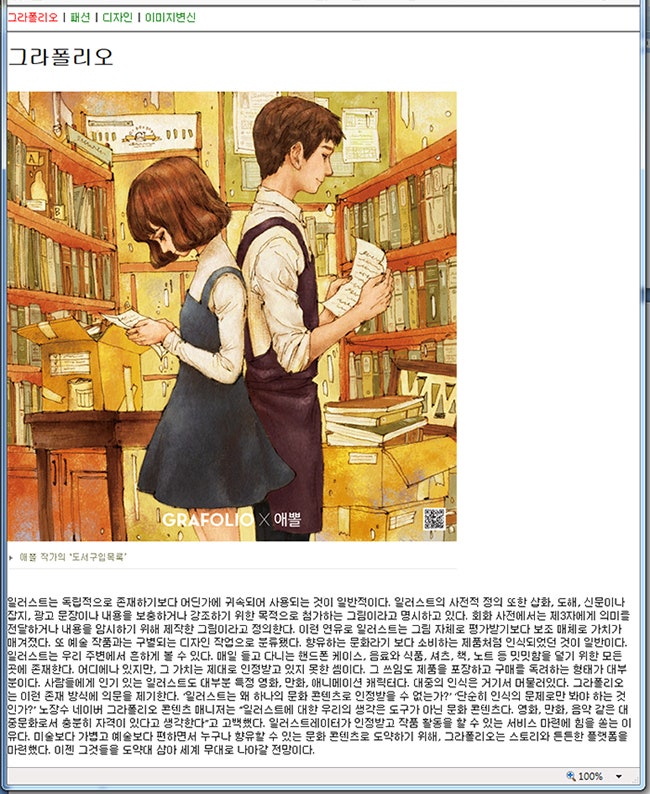 그라폴리오 | 패션 | 디자인 | 이미지변신
그라폴리오
A
GRAFOLIO X 애뽈
애뽈 작가의 '도서구입목록'
일러스트는 독립적으로 존재하기보다 어딘가에 귀속되어 사용되는 것이 일반적이다. 일러스트의 사전적 정의 또한 삽화, 도해, 신문이나
잡지, 광고 문장이나 내용을 보충하거나 강조하기 위한 목적으로 첨가하는 그림이라고 명시하고 있다. 회화 사전에서는 제3자에게 의미를
전달하거나 내용을 암시하기 위해 제작한 그림이라고 정의한다. 이런 연유로 일러스트는 그림 자체로 평가받기보다 보조 매체로 가치가
매겨졌다. 또 예술 작품과는 구별되는 디자인 작업으로 분류됐다. 향유하는 문화라기 보다 소비하는 제품처럼 인식되었던 것이 일반이다.
일러스트는 우리 주변에서 흔하게 볼 수 있다. 매일 들고 다니는 핸드폰 케이스, 음료와 식품, 셔츠, 책, 노트 등 밋밋함을 덜기 위한 모든
곳에 존재한다. 어디에나 있지만, 그 가치는 제대로 인정받고 있지 못한 셈이다. 그 쓰임도 제품을 포장하고 구매를 독려하는 형태가 대부
분이다. 사람들에게 인기 있는 일러스트도 대부분 특정 영화, 만화, 애니메이션 캐릭터다. 대중의 인식은 거기서 머물러있다. 그라폴리오
는 이런 존재 방식에 의문을 제기한다. '일러스트는 왜 하나의 문화 콘텐츠로 인정받을 수 없는가?' '단순히 인식의 문제로만 봐야 하는 것
인가?' 노장수 네이버 그라폴리오 콘텐츠 매니저는 "일러스트에 대한 우리의 생각은 도구가 아닌 문화 콘텐츠다. 영화, 만화, 음악 같은 대
중문화로서 충분히 자격이 있다고 생각한다"고 고백했다. 일러스트레이터가 인정받고 작품 활동을 할 수 있는 서비스 마련에 힘을 쏟는 이
유다. 미술보다 가볍고 예술보다 편하면서 누구나 향유할 수 있는 문화 콘텐츠로 도약하기 위해, 그라폴리오는 스토리와 튼튼한 플랫폼을
마련했다. 이젠 그것들을 도약대 삼아 세계 무대로 나아갈 전망이다.
100%